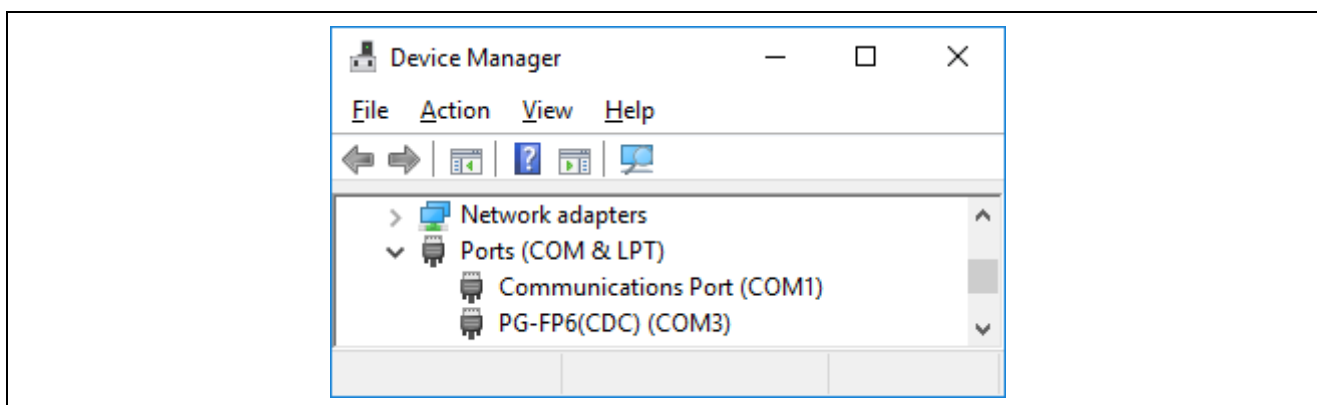 Device Manager
File Action View Help
Network adapters
Ports (COM & LPT)
Communications Port (COM1)
PG-FP6(CDC) (COM3)